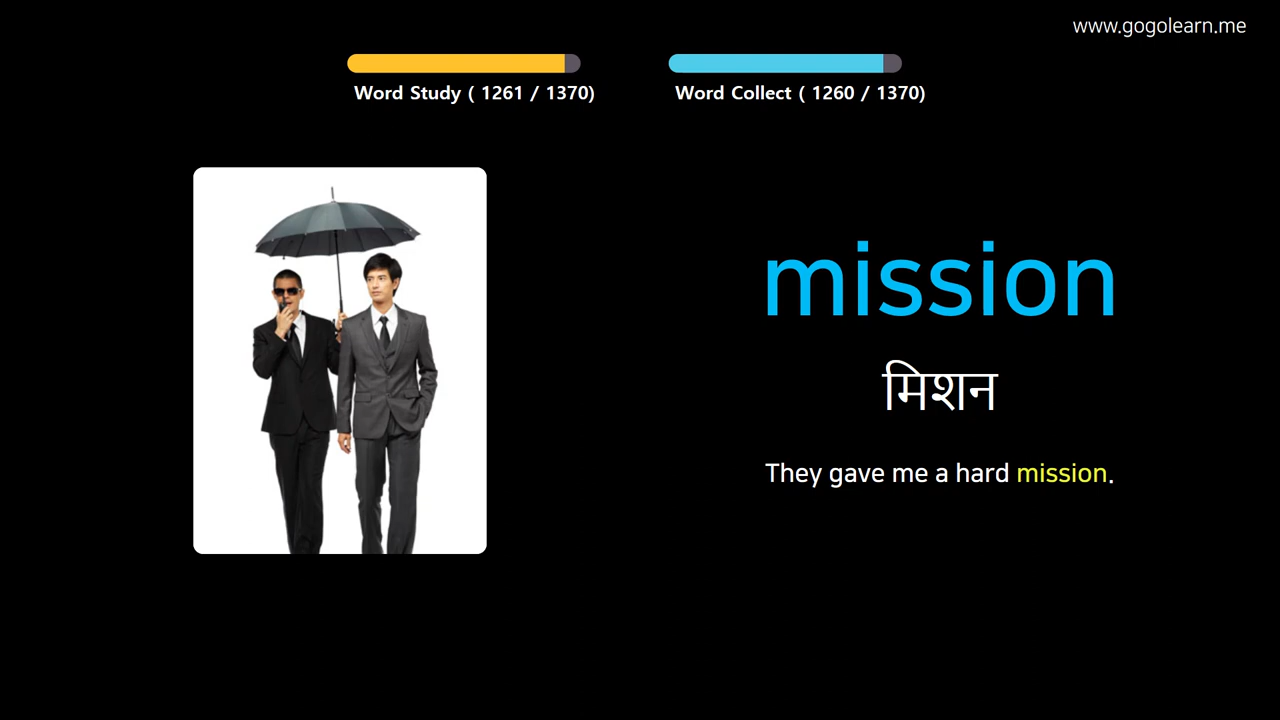 www.gogolearn.me
Word Study ( 1261 / 1370)
Word Collect ( 1260 / 1370)
mission
मिशन
They gave me a hard mission.